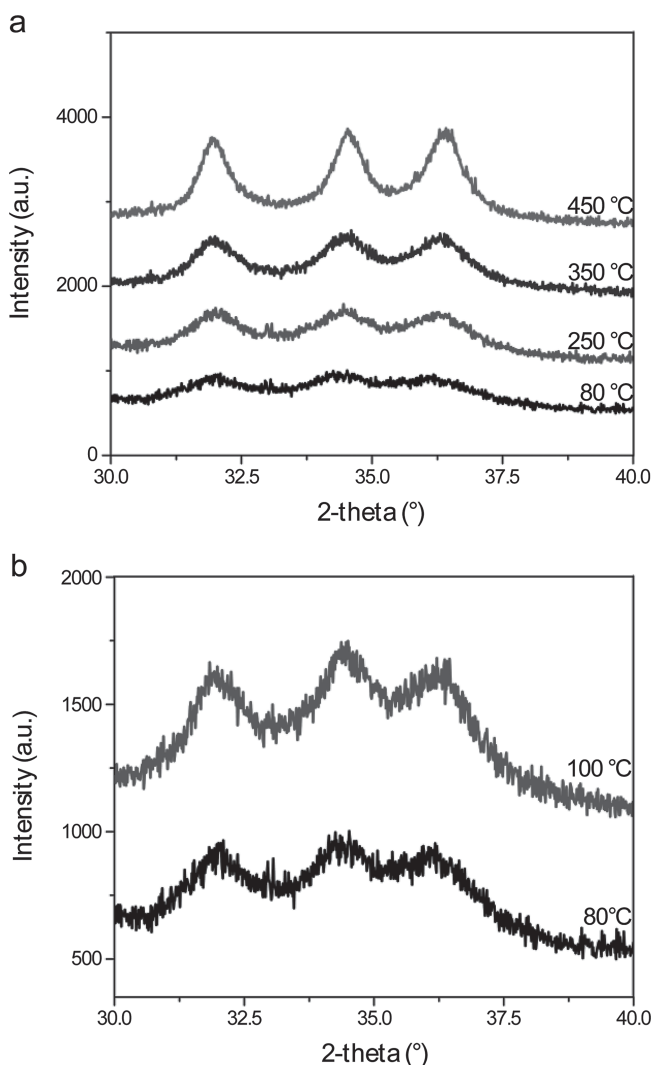 a
4000
2000
0
Intensity (a.u.)
450 °C
350 °C
250 °C
80 °C
30.0 32.5 35.0 37.5 40.0
2-theta (°)
b
2000
1500
1000
500
Intensity (a.u.)
100 °C
80°C
30.0 32.5 35.0 37.5 40.0
2-theta (°)